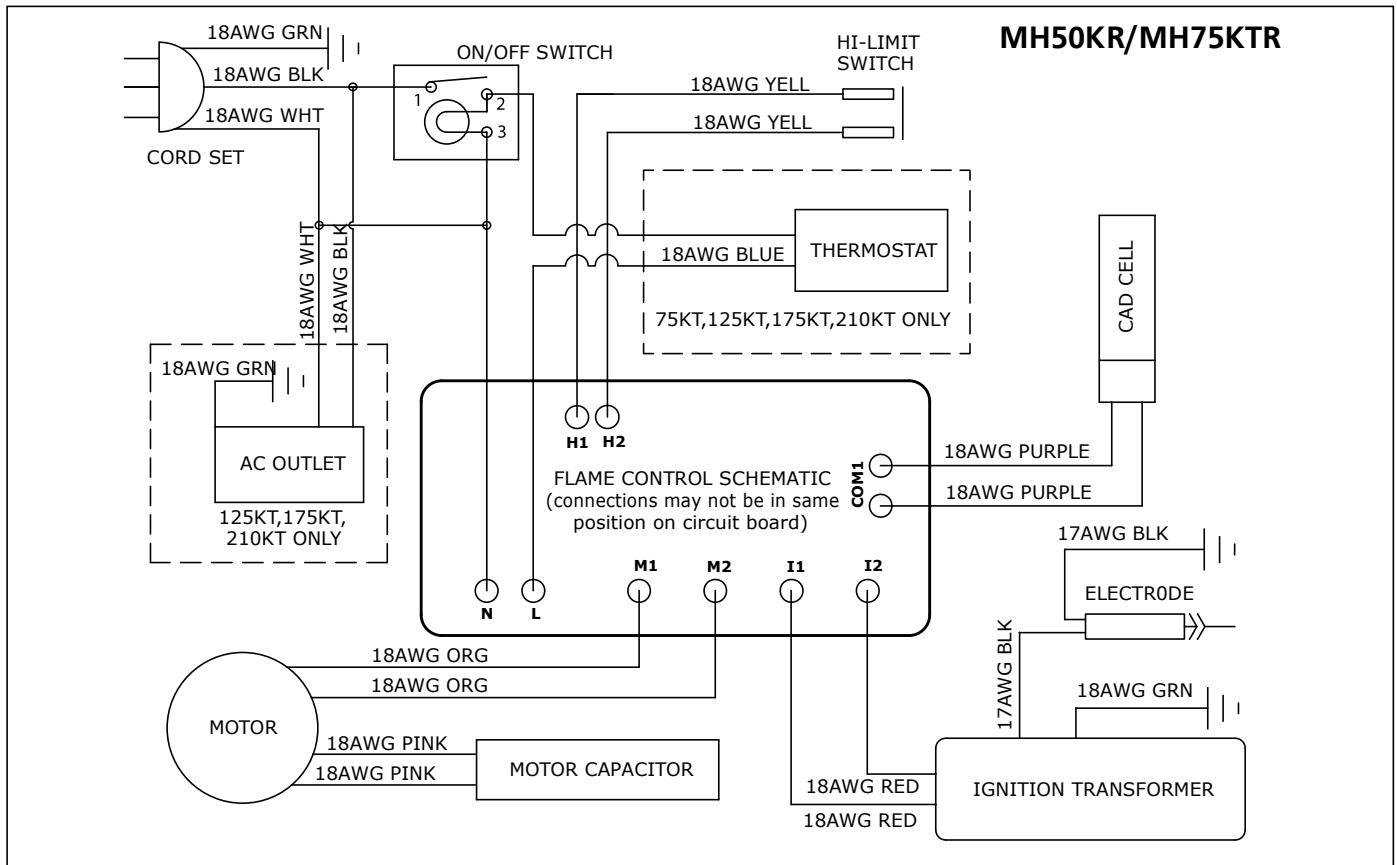 MH50KR/MH75KTR
18AWG GRN
18AWG BLK
18AWG WHT
CORD SET
ON/OFF SWITCH
1
2
3
HI-LIMIT
SWITCH
18AWG YELL
18AWG YELL
18AWG WHT
18AWG BLK
18AWG BLUE
THERMOSTAT
75KT,125KT,175KT,210KT ONLY
CAD CELL
18AWG GRN
AC OUTLET
125KT,175KT,
210KT ONLY
H1
H2
FLAME CONTROL SCHEMATIC
(connections may not be in same
position on circuit board)
COM1
18AWG PURPLE
18AWG PURPLE
N
L
M1
M2
I1
I2
17AWG BLK
ELECTR0DE
17AWG BLK
18AWG GRN
18AWG ORG
18AWG ORG
MOTOR
18AWG PINK
18AWG PINK
MOTOR CAPACITOR
18AWG RED
18AWG RED
IGNITION TRANSFORMER